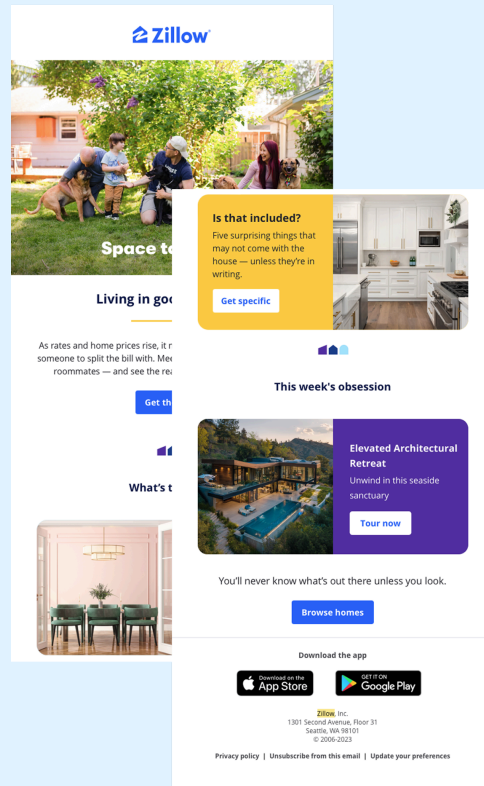 Zillow
Space t
Living in goo
As rates and home prices rise, it
someone to split the bill with.
roommates — and see the
Get th
What's t
Is that included?
Five surprising things that
may not come with the
house — unless they're in
writing.
Get specific
This week's obsession
Elevated Architectural
Retreat
Unwind in this seaside
sanctuary
Tour now
You'll never know what's out there unless you look.
Browse homes
Download the app
Download on the
App Store
GET IT ON
Google Play
Zillow, Inc.
1301 Second Avenue, Floor 31
Seattle, WA 98101
© 2006-2023
Privacy policy | Unsubscribe from this email | Update your preferences